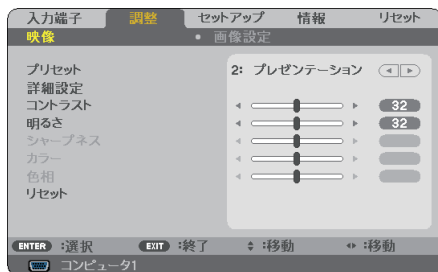 入力端子 調整 セットアップ 情報 リセット
映像 • 画像設定
プリセット 2: プレゼンテーション
詳細設定
コントラスト 32
明るさ 32
シャープネス
カラー
色相
リセット
ENTER :選択 EXIT :終了 :移動 :移動
コンピュータ1